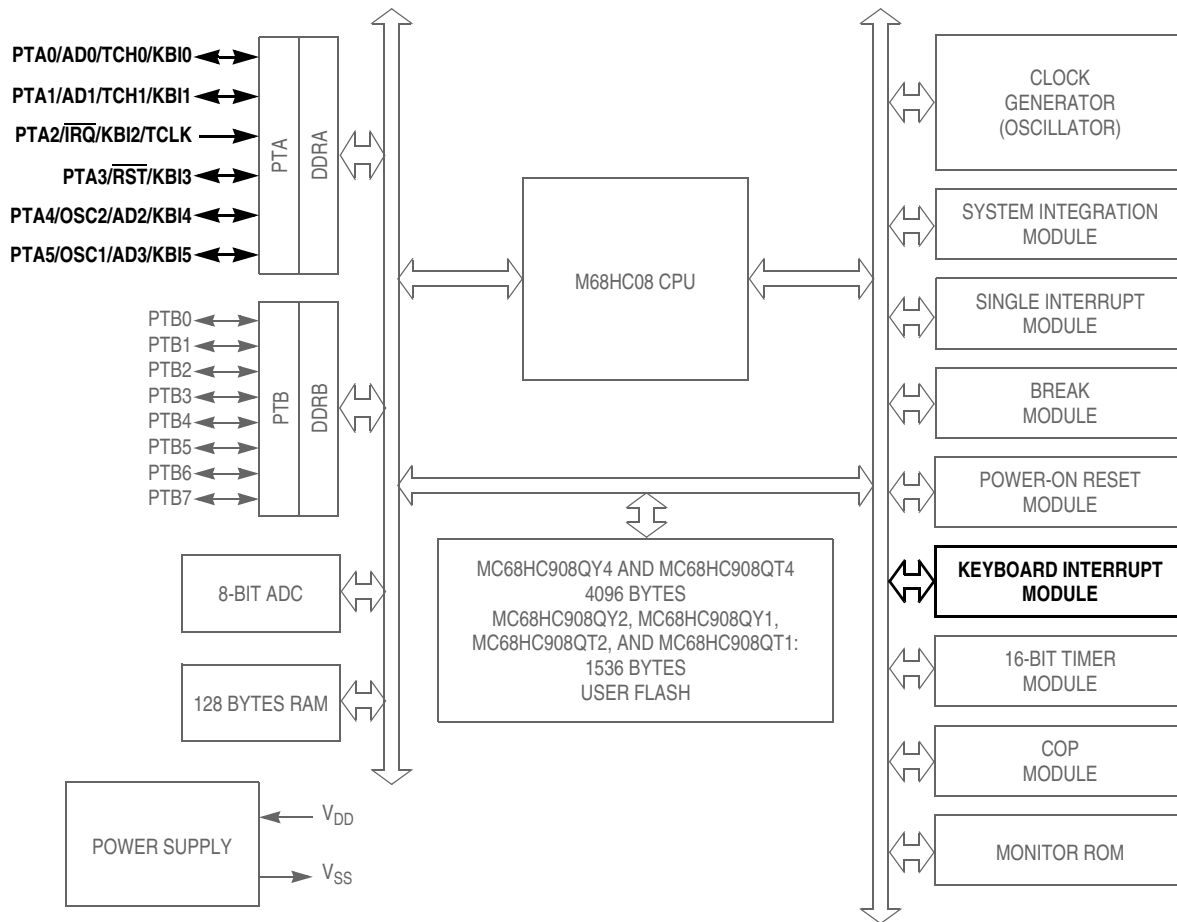 PTA0/AD0/TCH0/KBI0
PTA1/AD1/TCH1/KBI1
PTA2/I̅R̅Q̅/KBI2/TCLK
PTA3/R̅S̅T̅/KBI3
PTA4/OSC2/AD2/KBI4
PTA5/OSC1/AD3/KBI5
PTA
DDRA
PTB0
PTB1
PTB2
PTB3
PTB4
PTB5
PTB6
PTB7
PTB
DDRB
8-BIT ADC
128 BYTES RAM
POWER SUPPLY
V_DD
V_SS
M68HC08 CPU
MC68HC908QY4 AND MC68HC908QT4
4096 BYTES
MC68HC908QY2, MC68HC908QY1,
MC68HC908QT2, AND MC68HC908QT1:
1536 BYTES
USER FLASH
CLOCK
GENERATOR
(OSCILLATOR)
SYSTEM INTEGRATION
MODULE
SINGLE INTERRUPT
MODULE
BREAK
MODULE
POWER-ON RESET
MODULE
KEYBOARD INTERRUPT
MODULE
16-BIT TIMER
MODULE
COP
MODULE
MONITOR ROM